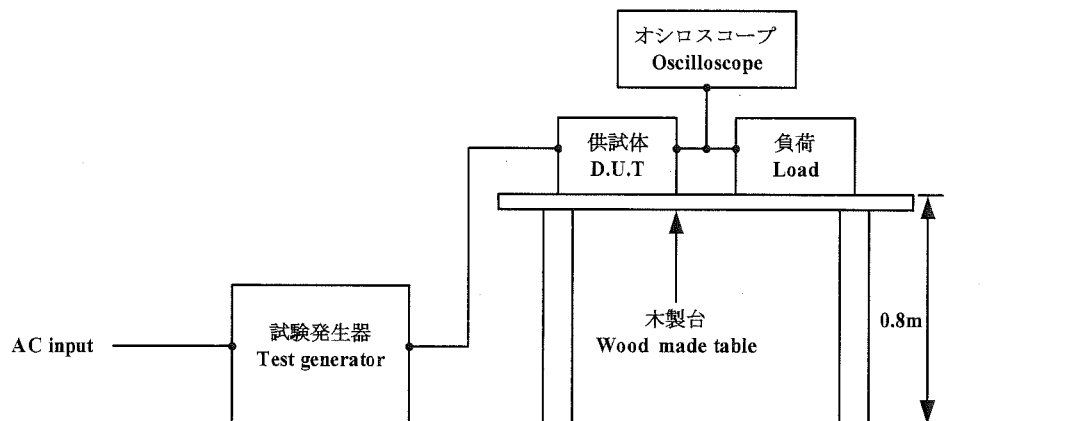 オシロスコープ
Oscilloscope
供試体
D.U.T
負荷
Load
試験発生器
Test generator
AC input
木製台
Wood made table
0.8m